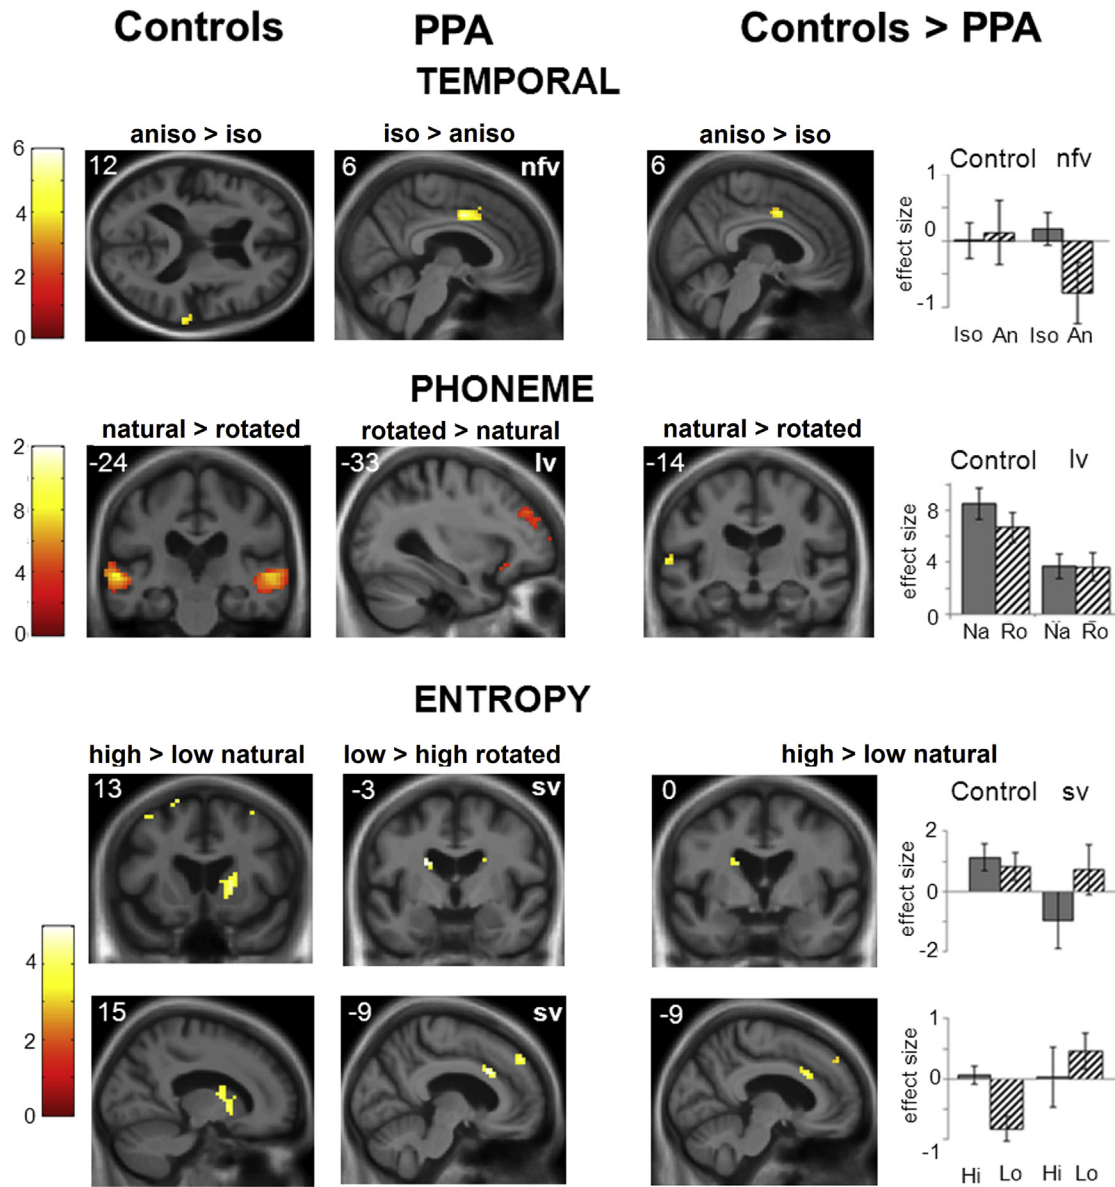 Controls PPA Controls > PPA
TEMPORAL
aniso > iso iso > aniso aniso > iso
6 12 6 nfv 6 Control nfv
4
2
0
1
0
-1
effect size
Iso An Iso An
PHONEME
natural > rotated rotated > natural natural > rotated
2 -24 -33 lv -14 Control lv
8
4
2
0
8
4
0
effect size
Na Ro Na Ro
ENTROPY
high > low natural low > high rotated high > low natural
13 -3 sv 0 Control sv
2
0
-2
effect size
4
2
0
15 -9 sv -9
1
0
-1
effect size
Hi Lo Hi Lo